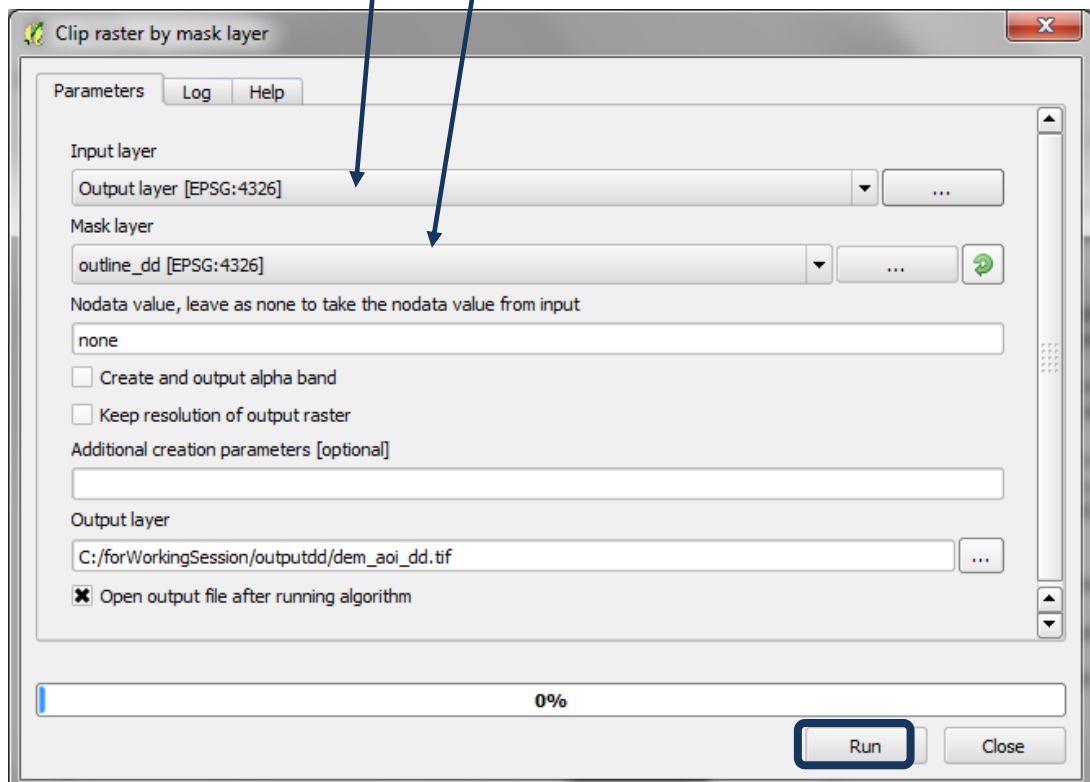 Clip raster by mask layer
Parameters Log Help
Input layer
Output layer [EPSG:4326] ...
Mask layer
outline_dd [EPSG:4326] ...
Nodata value, leave as none to take the nodata value from input
none
Create and output alpha band
Keep resolution of output raster
Additional creation parameters [optional]
Output layer
C:/forWorkingSession/outputdd/dem_aoi_dd.tif ...
Open output file after running algorithm
0%
Run Close